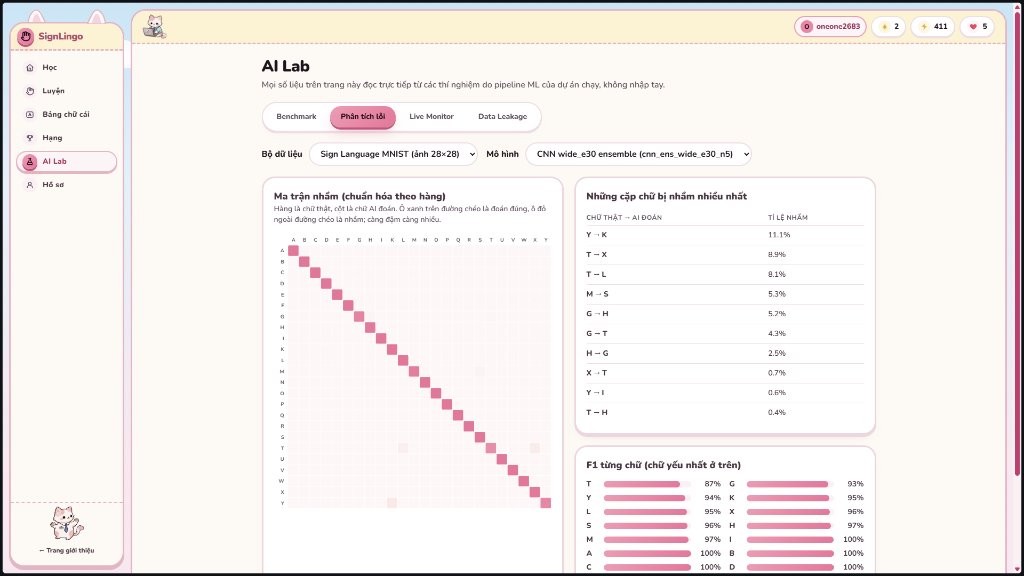 SignLingo
Học
Luyện
Bảng chữ cái
Hạng
AI Lab
Hồ sơ
← Trang giới thiệu
O oneone2683
2
411
5
AI Lab
Mọi số liệu trên trang này đọc trực tiếp từ các thí nghiệm do pipeline ML của dự án chạy, không nhập tay.
Benchmark Phân tích lỗi Live Monitor Data Leakage
Bộ dữ liệu Sign Language MNIST (ảnh 28×28) Mô hình CNN wide_e30 ensemble (cnn_ens_wide_e30_n5)
Ma trận nhầm (chuẩn hóa theo hàng)
Hàng là chữ thật, cột là chữ AI đoán. Ô xanh trên đường chéo là đoán đúng, ô đỏ
ngoài đường chéo là nhầm; càng đậm càng nhiều.
A B C D E F G H I K L M N O P Q R S T U V W X Y
A
B
C
D
E
F
G
H
I
K
L
M
N
O
P
Q
R
S
T
U
V
W
X
Y
Những cặp chữ bị nhầm nhiều nhất
CHỮ THẬT → AI ĐOÁN TỈ LỆ NHẦM
Y → K 11.1%
T → X 8.9%
T → L 8.1%
M → S 5.3%
G → H 5.2%
G → T 4.3%
H → G 2.5%
X → T 0.7%
Y → I 0.6%
T → H 0.4%
F1 từng chữ (chữ yếu nhất ở trên)
T 87% G 93%
Y 94% K 95%
L 95% X 96%
S 96% H 97%
M 97% I 100%
A 100% B 100%
C 100% D 100%